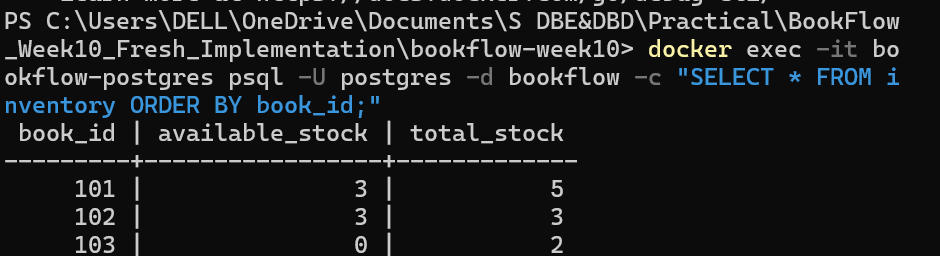 PS C:\Users\DELL\OneDrive\Documents\S DBE&DBD\Practical\BookFlow
_Week10_Fresh_Implementation\bookflow-week10> docker exec -it bo
okflow-postgres psql -U postgres -d bookflow -c "SELECT * FROM i
nventory ORDER BY book_id;"
 book_id | available_stock | total_stock
---------+-----------------+-------------
     101 |               3 |           5
     102 |               3 |           3
     103 |               0 |           2